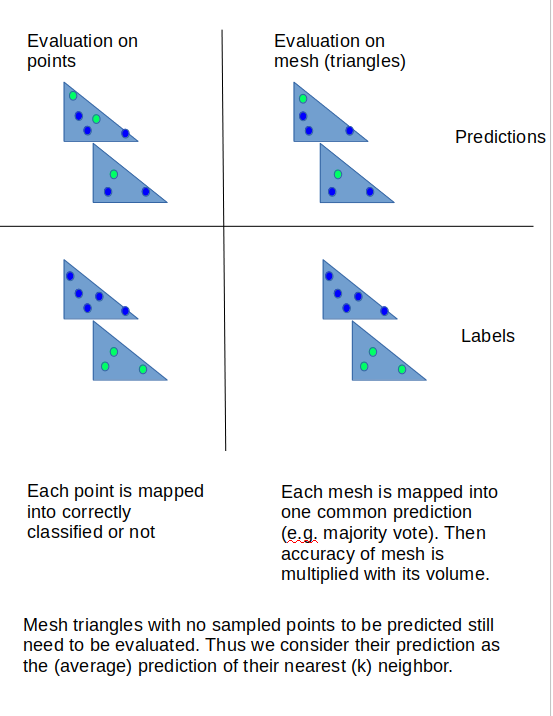 Evaluation on
points
Evaluation on
mesh (triangles)
Predictions
Labels
Each point is mapped
into correctly
classified or not
Each mesh is mapped into
one common prediction
(e.g. majority vote). Then
accuracy of mesh is
multiplied with its volume.
Mesh triangles with no sampled points to be predicted still
need to be evaluated. Thus we consider their prediction as
the (average) prediction of their nearest (k) neighbor.